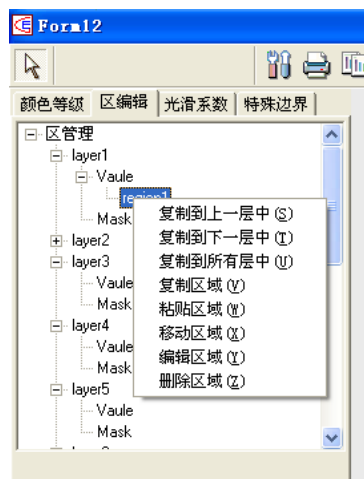 Form12
颜色等级 区编辑 光滑系数 特殊边界
区管理
layer1
Vaule
region1
Mask
layer2
layer3
Vaule
Mask
layer4
Vaule
Mask
layer5
Vaule
Mask
复制到上一层中(S)
复制到下一层中(T)
复制到所有层中(U)
复制区域(V)
粘贴区域(W)
移动区域(X)
编辑区域(Y)
删除区域(Z)